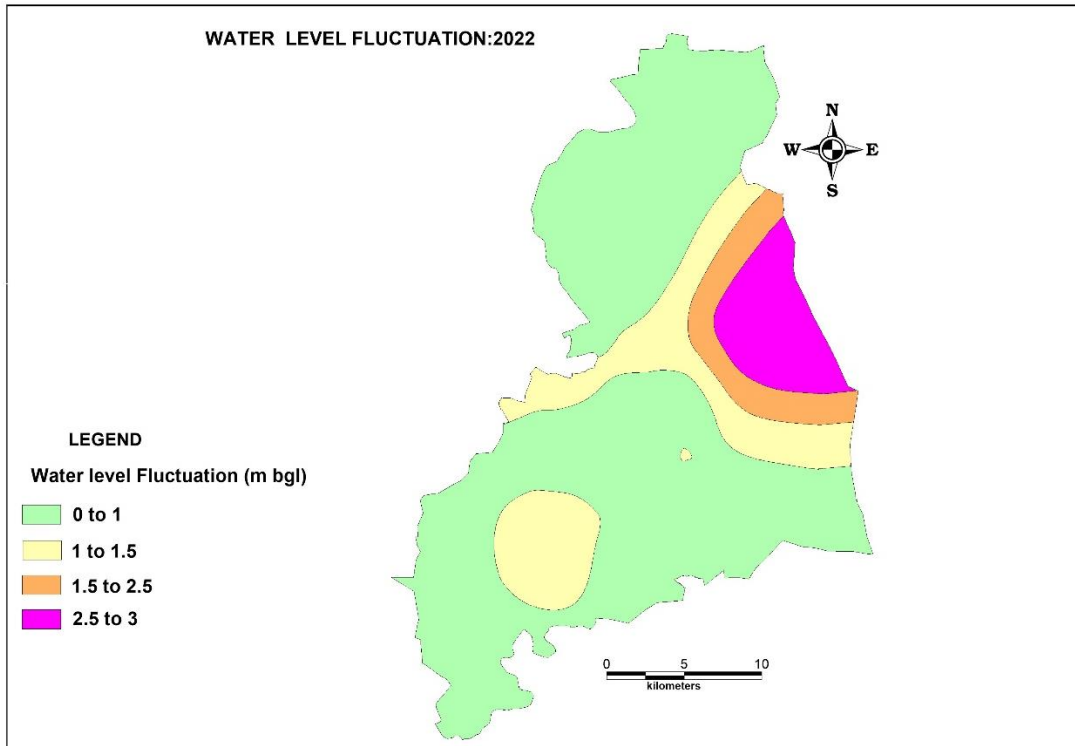 WATER LEVEL FLUCTUATION:2022
N
W E
S
LEGEND
Water level Fluctuation (m bgl)
0 to 1
1 to 1.5
1.5 to 2.5
2.5 to 3
0 5 10
kilometers